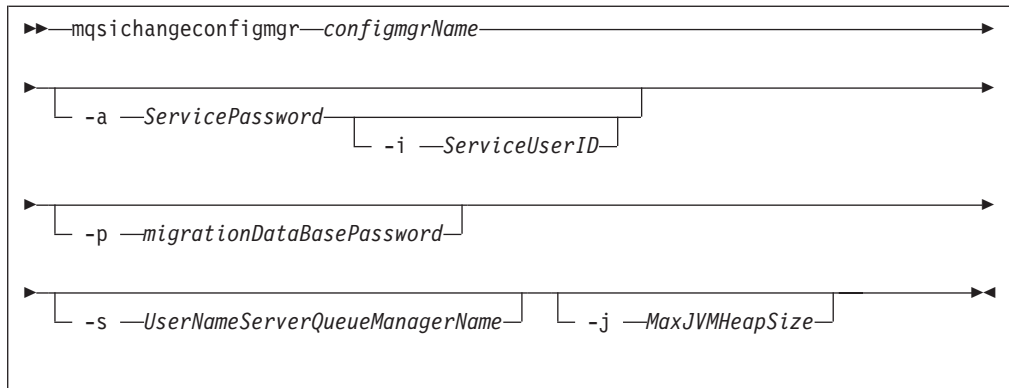 mqsichangeconfigmgr configmgrName
-a ServicePassword
-i ServiceUserID
-p migrationDataBasePassword
-s UserNameServerQueueManagerName -j MaxJVMHeapSize